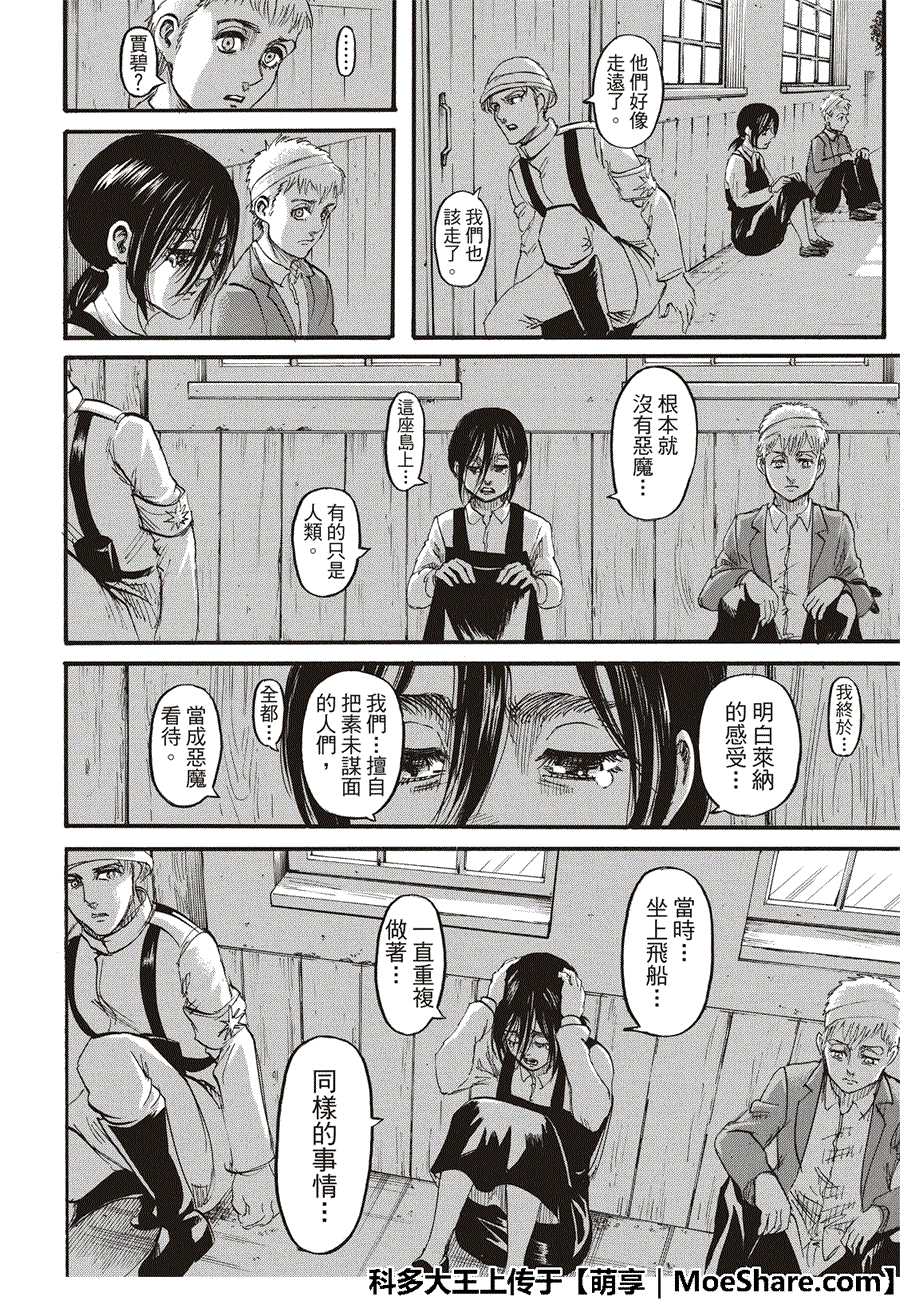 他們好像
走遠了。
我們也
該走了。
……
賈碧？
根本就
沒有惡魔…
這座島上…
有的只是
人類。
我終於…
明白萊納
的感受…
我們…擅自
把素未謀面
的人們，
全都…
當成惡魔
看待。
當時…
坐上飛船…
一直重複
做著…
同樣的事情…
科多大王上传于【萌享｜MoeShare.com】